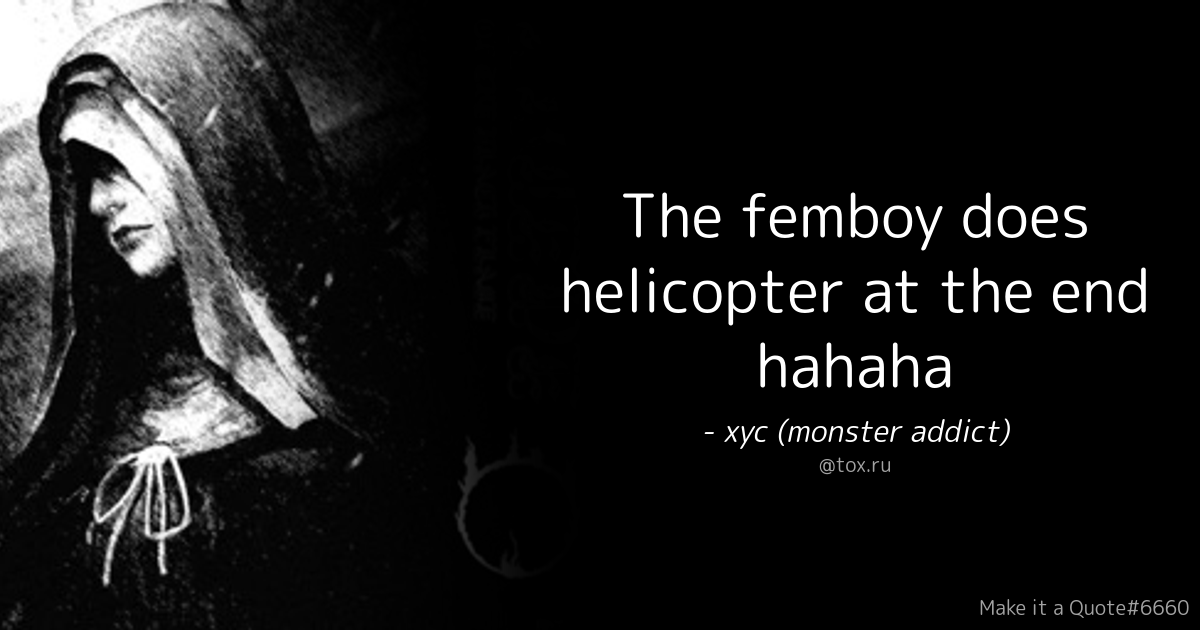 The femboy does
helicopter at the end
hahaha
- xyc (monster addict)
@tox.ru
Make it a Quote#6660